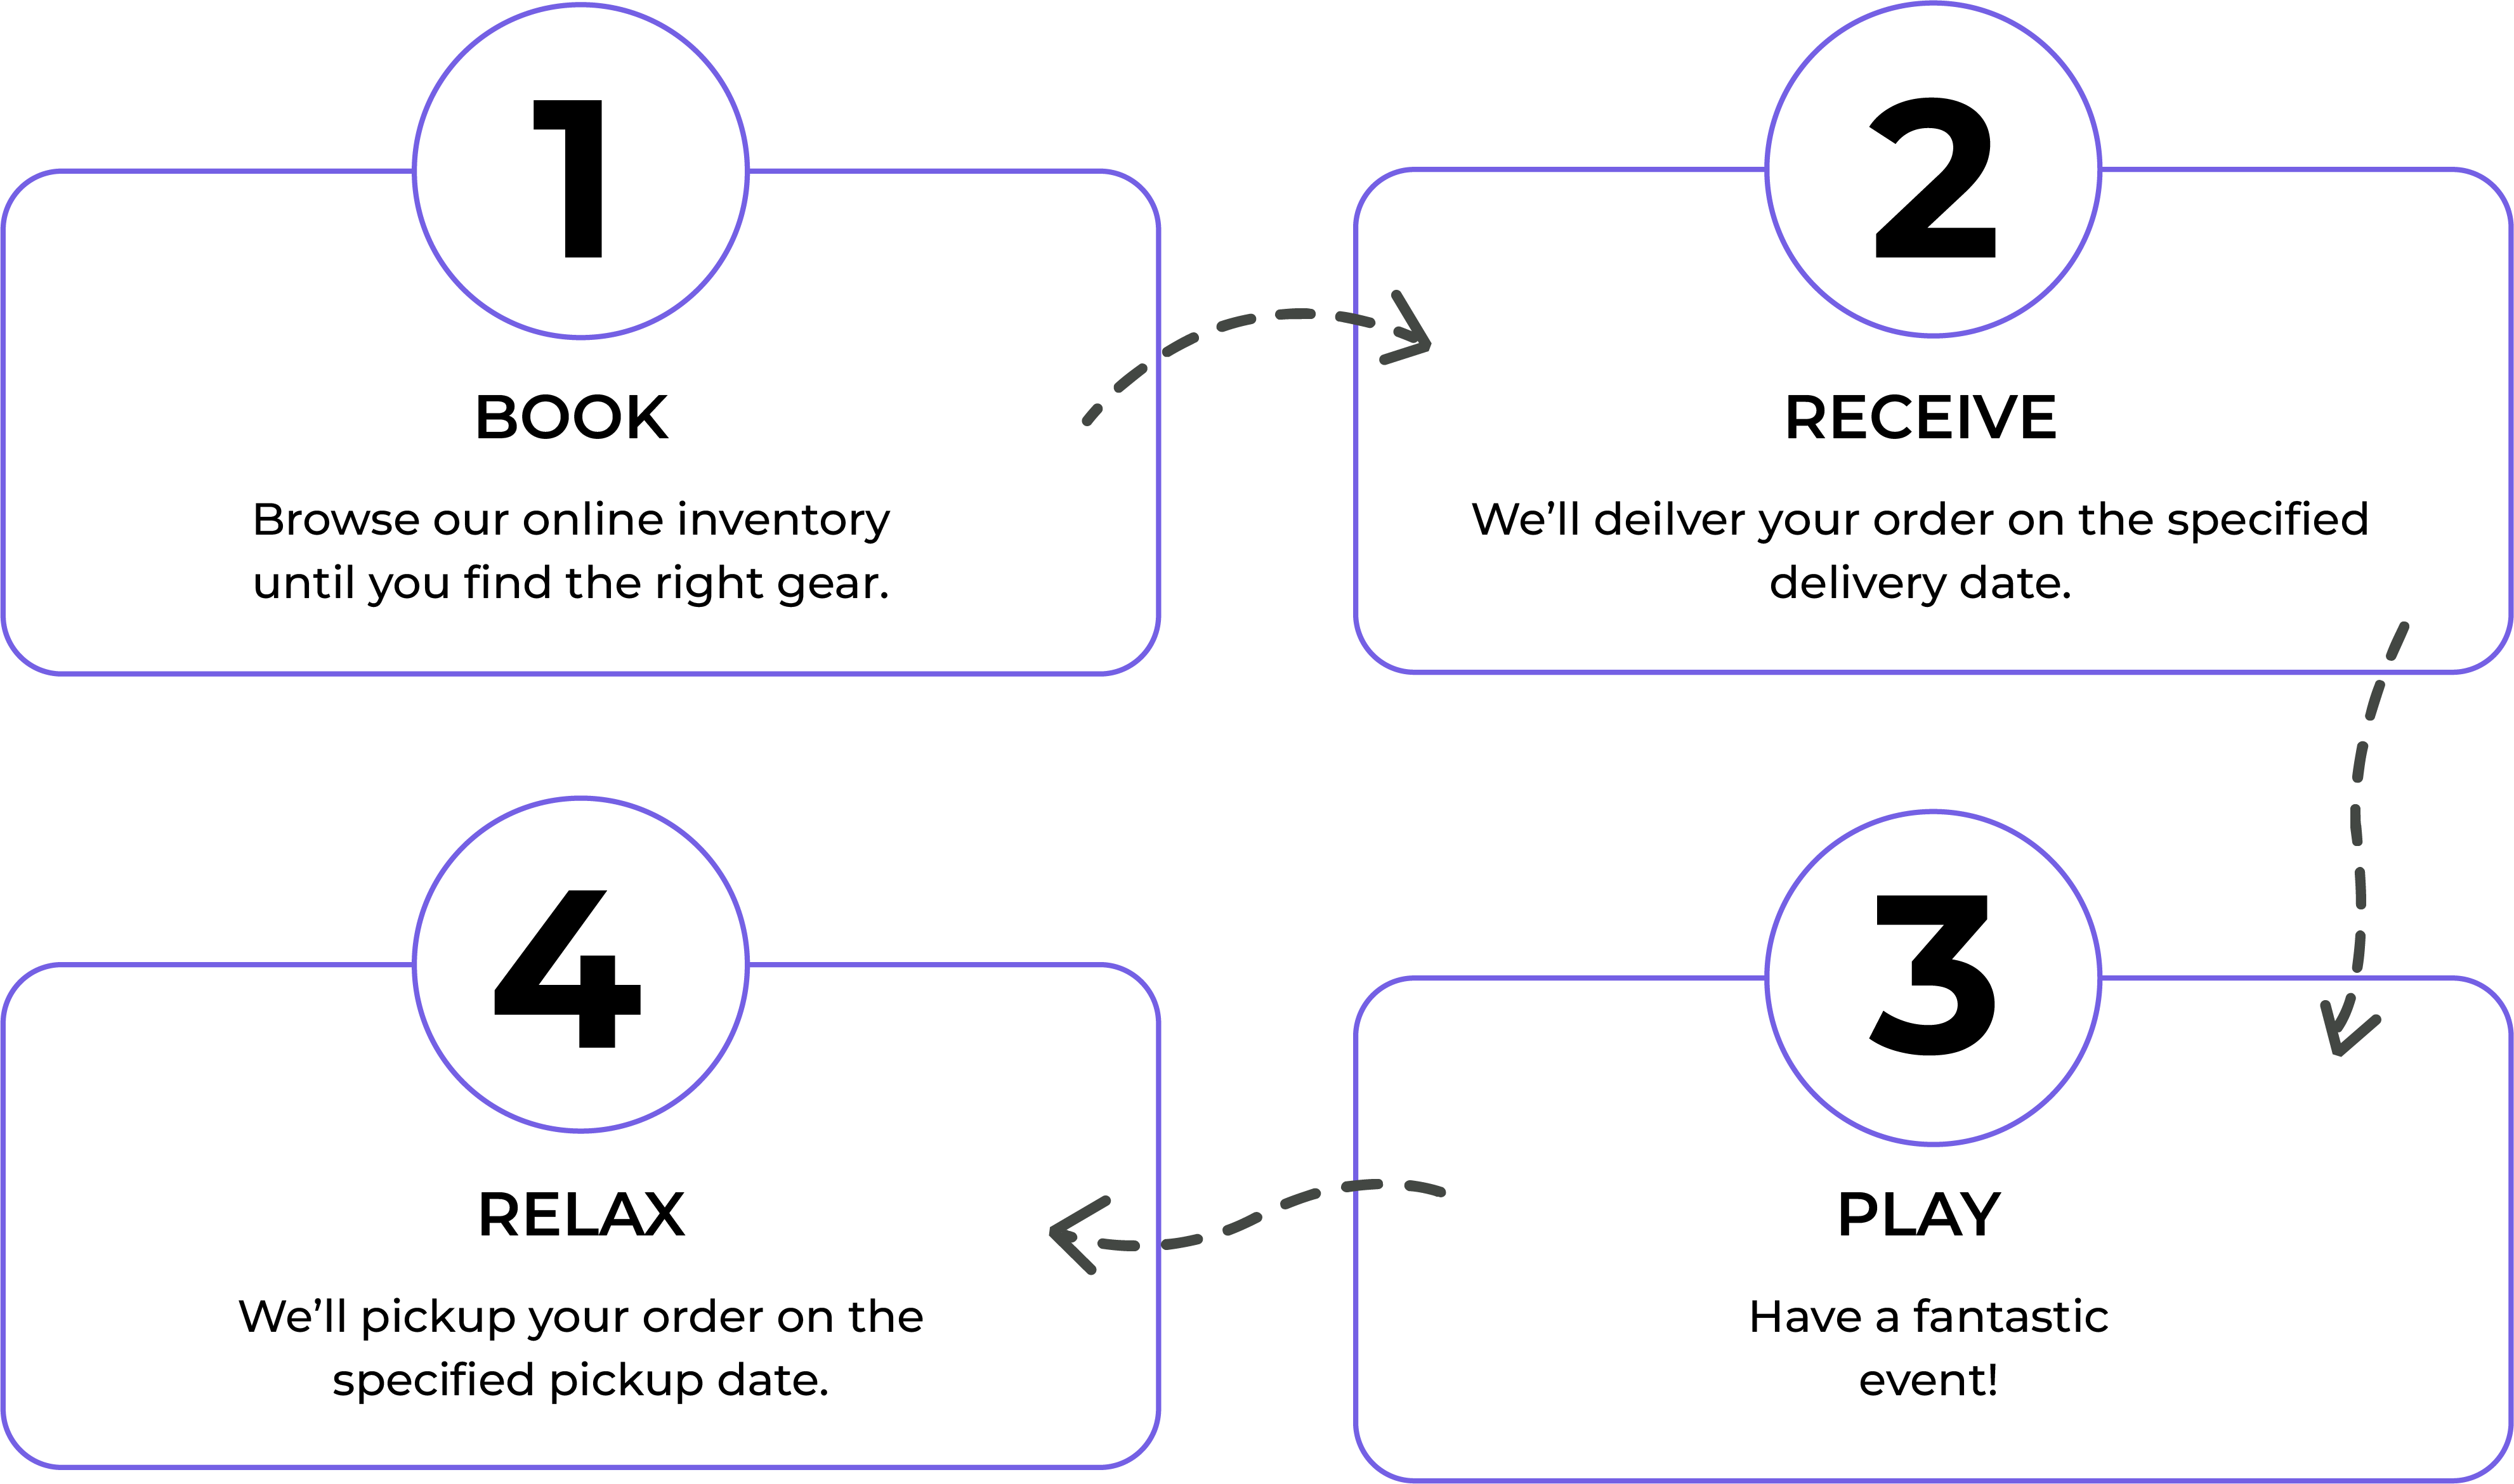 1
BOOK
Browse our online inventory
until you find the right gear.
2
RECEIVE
We’ll deilver your order on the specified
delivery date.
3
PLAY
Have a fantastic
event!
4
RELAX
We’ll pickup your order on the
specified pickup date.